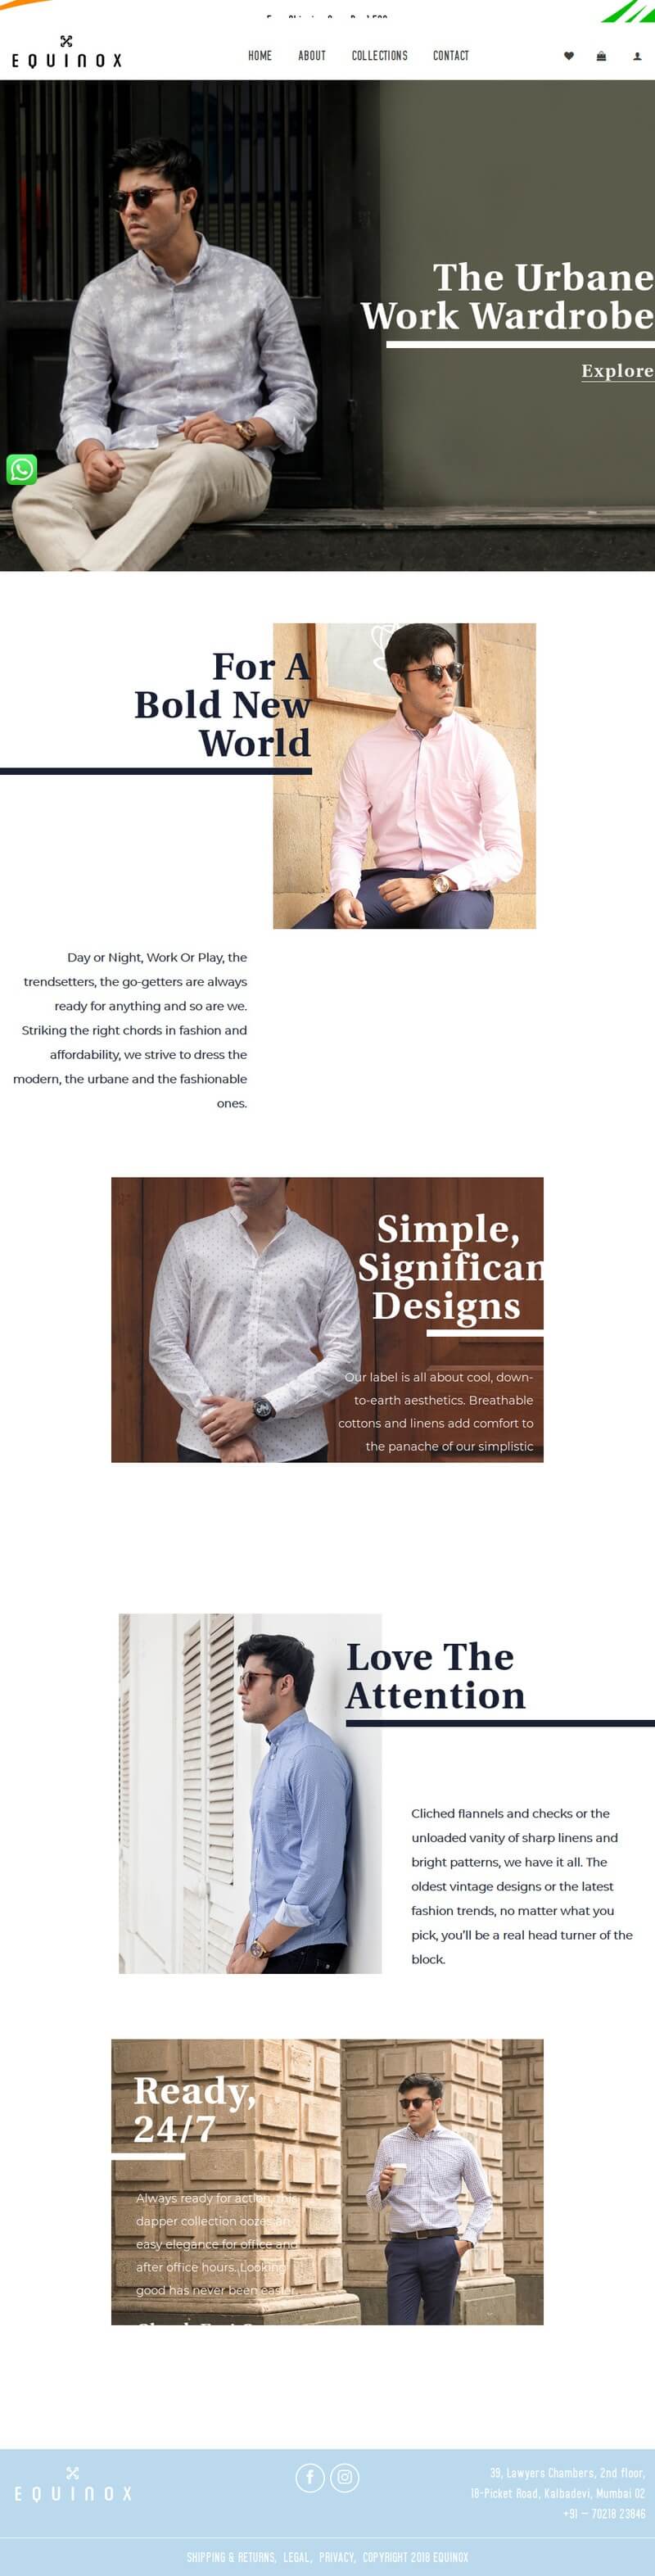 EQUINOX
HOME ABOUT COLLECTIONS CONTACT
The Urbane
Work Wardrobe
Explore
For A
Bold New
World
Day or Night, Work Or Play, the
trendsetters, the go-getters are always
ready for anything and so are we.
Striking the right chords in fashion and
affordability, we strive to dress the
modern, the urbane and the fashionable
ones.
Simple,
Significan
Designs
Our label is all about cool, down-
to-earth aesthetics. Breathable
cottons and linens add comfort to
the panache of our simplistic
Love The
Attention
Cliched flannels and checks or the
unloaded vanity of sharp linens and
bright patterns, we have it all. The
oldest vintage designs or the latest
fashion trends, no matter what you
pick, you'll be a real head turner of the
block.
Ready,
24/7
Always ready for action, this
dapper collection oozes an
easy elegance for office and
after office hours. Looking
good has never been easier.
EQUINOX
39, Lawyers Chambers, 2nd floor,
18-Picket Road, Kalbadevi, Mumbai 02
+91 – 70218 23846
SHIPPING & RETURNS, LEGAL, PRIVACY, COPYRIGHT 2018 EQUINOX